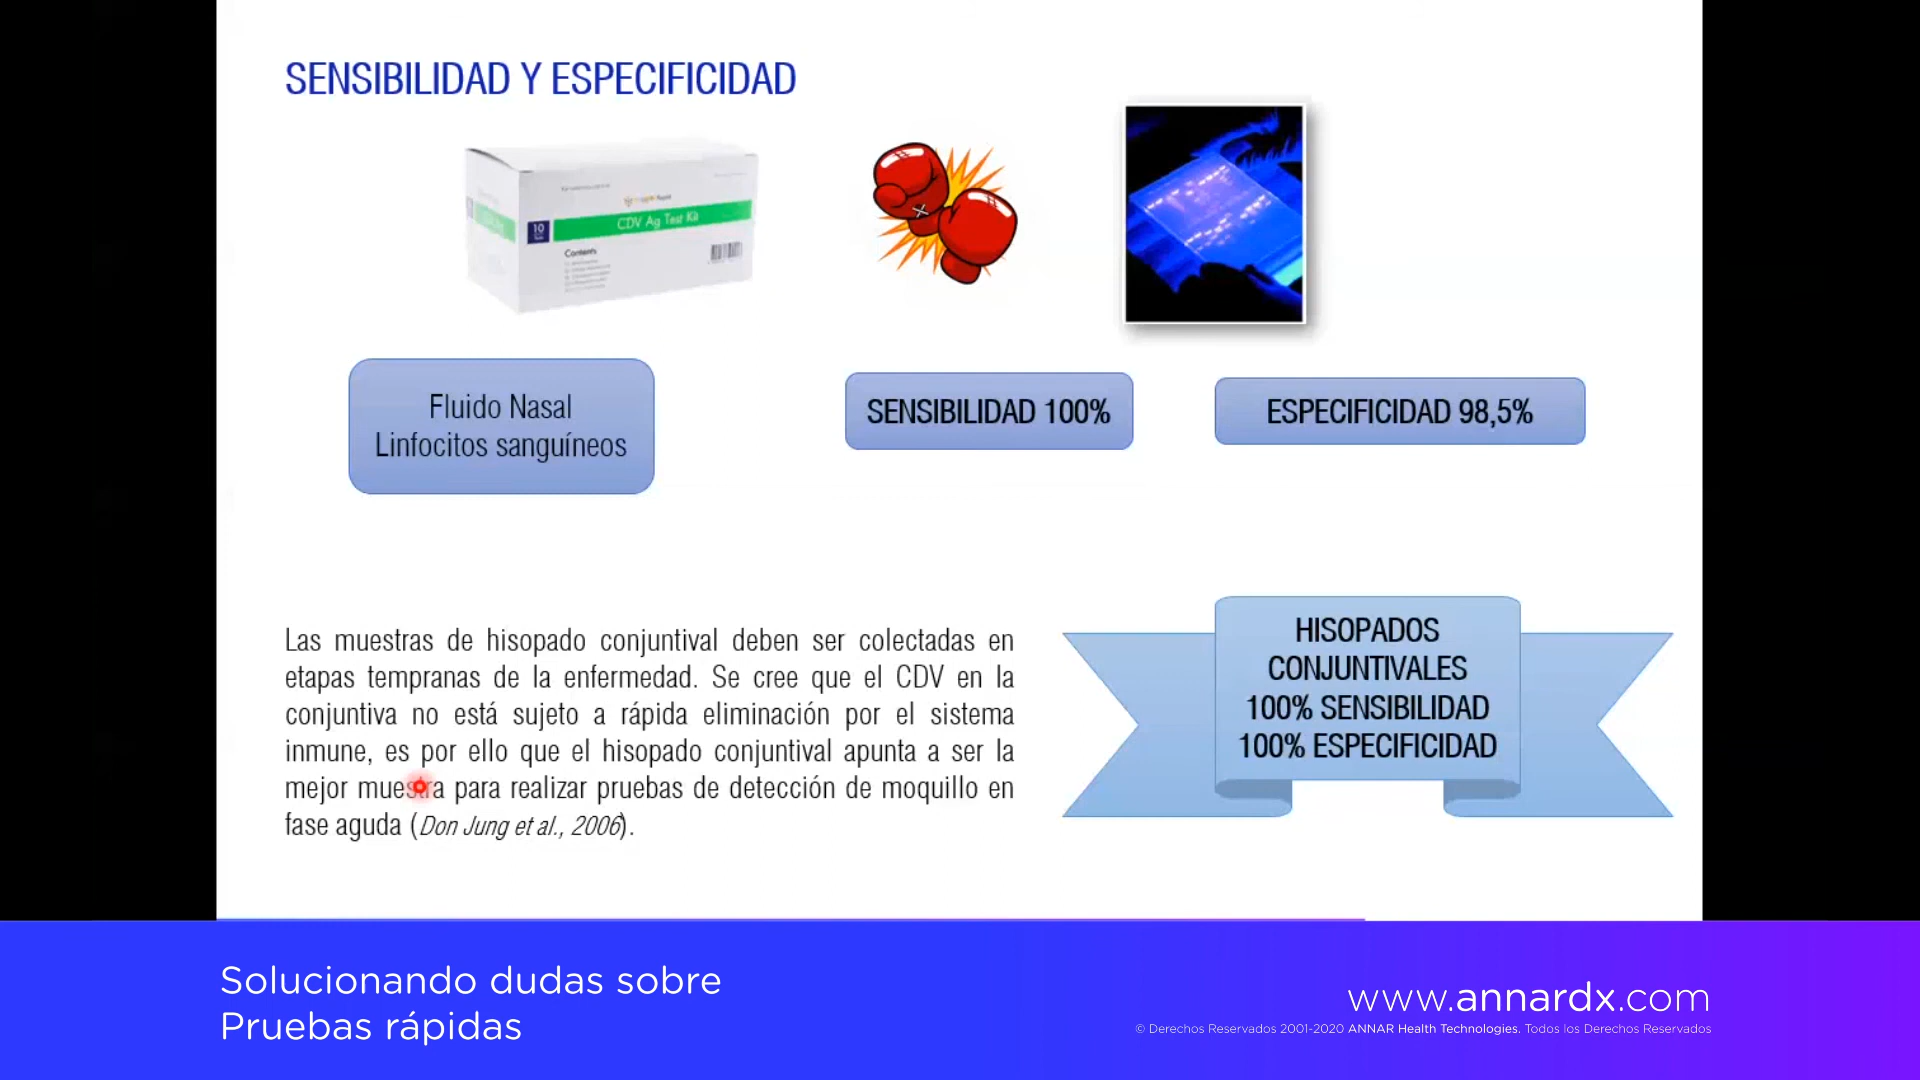 SENSIBILIDAD Y ESPECIFICIDAD
10
CDV Ag Test Kit
Contents
Fluido Nasal
Linfocitos sanguíneos
SENSIBILIDAD 100%
ESPECIFICIDAD 98,5%
Las muestras de hisopado conjuntival deben ser colectadas en
etapas tempranas de la enfermedad. Se cree que el CDV en la
conjuntiva no está sujeto a rápida eliminación por el sistema
inmune, es por ello que el hisopado conjuntival apunta a ser la
mejor muestra para realizar pruebas de detección de moquillo en
fase aguda (Don Jung et al., 2006).
HISOPADOS
CONJUNTIVALES
100% SENSIBILIDAD
100% ESPECIFICIDAD
Solucionando dudas sobre
Pruebas rápidas
www.annardx.com
© Derechos Reservados 2001-2020 ANNAR Health Technologies. Todos los Derechos Reservados